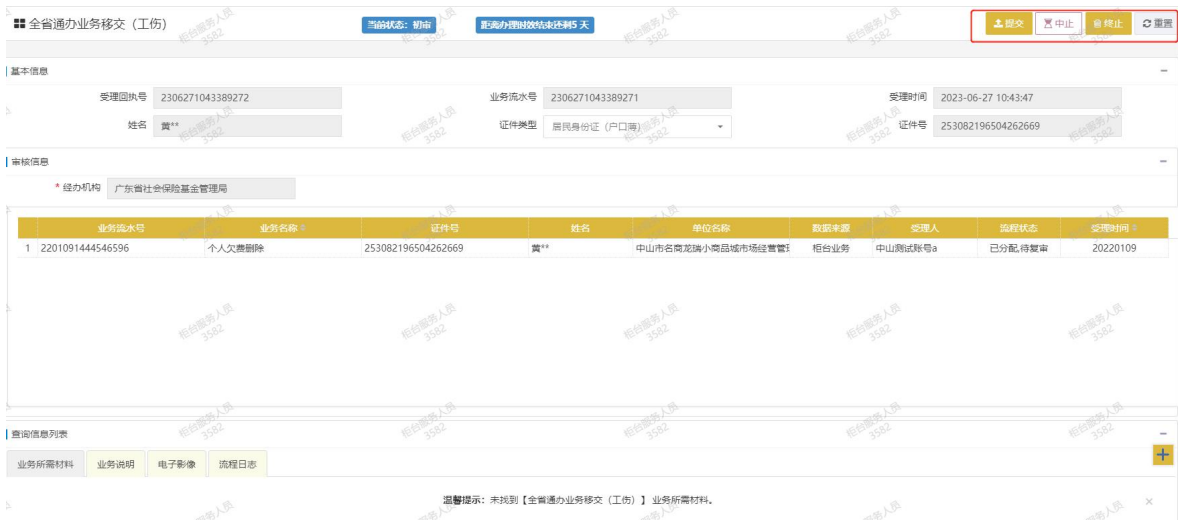 全省通办业务移交（工伤） 当前状态：初审 距离办理时效结束还剩5 天 提交 中止 终止 重置
基本信息
受理回执号 2306271043389272 业务流水号 2306271043389271 受理时间 2023-06-27 10:43:47
姓名 黄** 证件类型 居民身份证（户口薄） 证件号 253082196504262669
审核信息
* 经办机构 广东省社会保险基金管理局
业务流水号 业务名称 证件号 姓名 单位名称 数据来源 受理人 流程状态 受理时间
1 2201091444546596 个人欠费删除 253082196504262669 黄** 中山市名商龙瑞小商品城市场经营管理 柜台业务 中山测试账号a 已分配,待复审 20220109
查询信息列表
业务所需材料 业务说明 电子影像 流程日志
温馨提示：未找到【全省通办业务移交（工伤）】业务所需材料。
柜台服务人员
3582